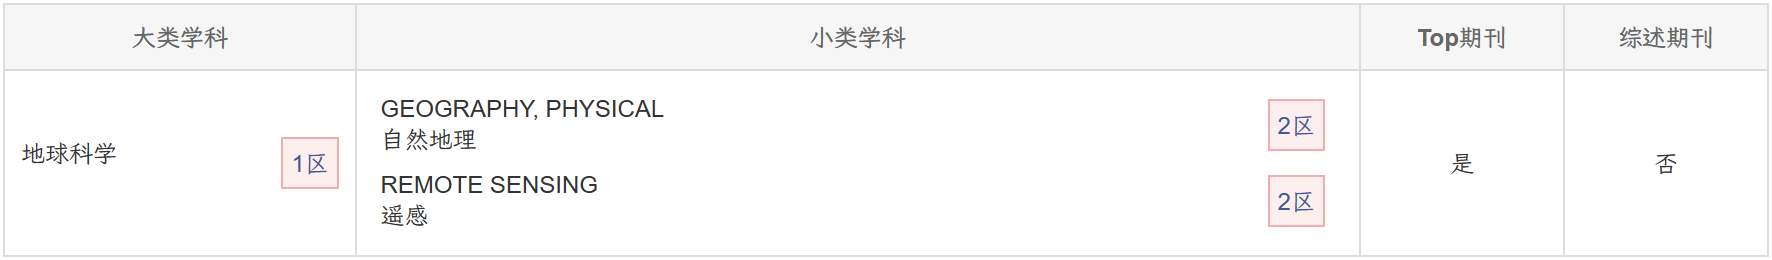 大类学科 小类学科 Top期刊 综述期刊
地球科学 1区
GEOGRAPHY, PHYSICAL
自然地理 2区
REMOTE SENSING
遥感 2区
是 否